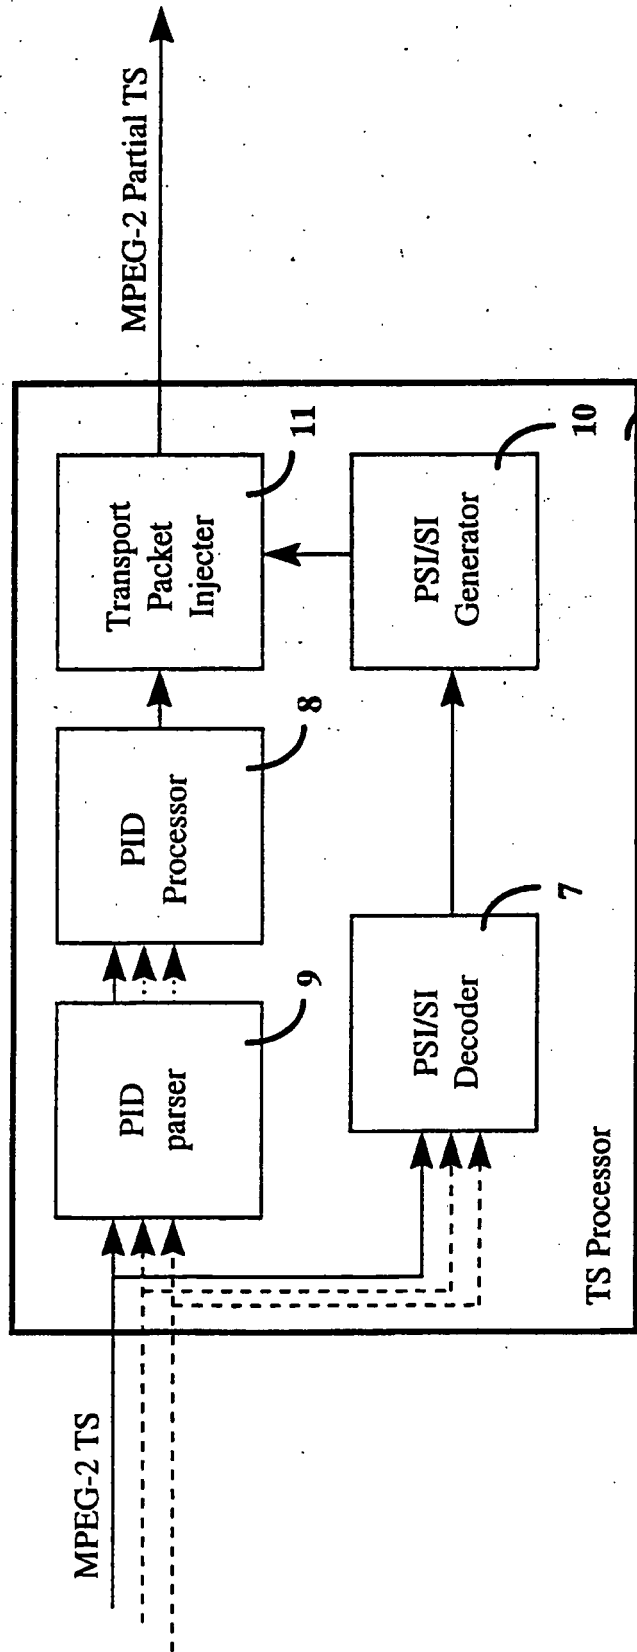 MPEG-2 TS
PID
parser
9
PID
Processor
8
Transport
Packet
Injecter
11
MPEG-2 Partial TS
PSI/SI
Decoder
7
PSI/SI
Generator
10
TS Processor